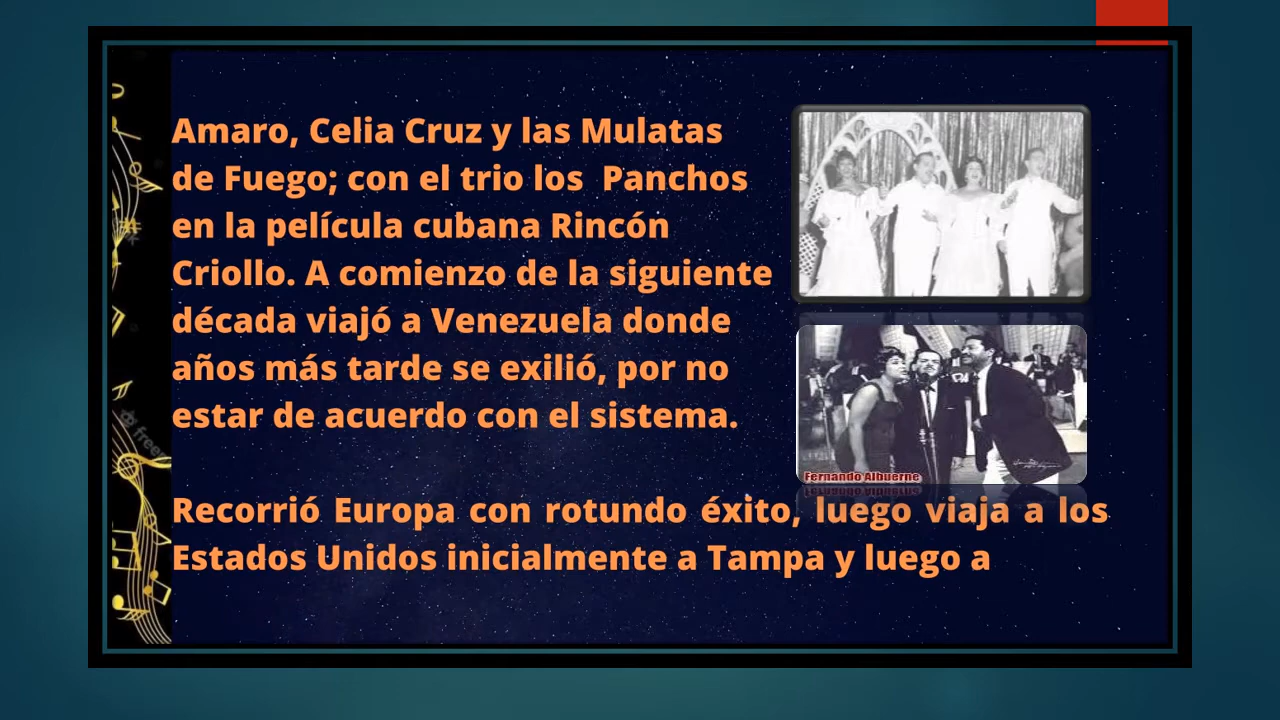 Amaro, Celia Cruz y las Mulatas
de Fuego; con el trio los  Panchos
en la película cubana Rincón
Criollo. A comienzo de la siguiente
década viajó a Venezuela donde
años más tarde se exilió, por no
estar de acuerdo con el sistema.
Fernando Albuerne
Recorrió Europa con rotundo éxito, luego viaja a los
Estados Unidos inicialmente a Tampa y luego a